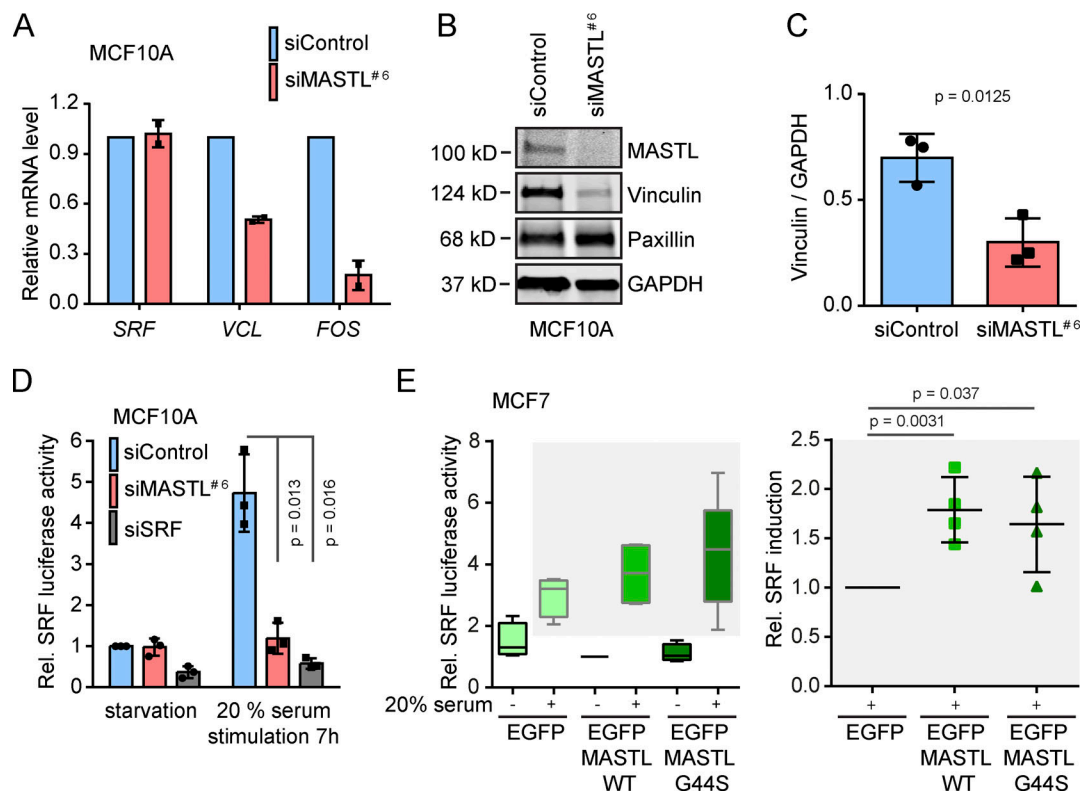 A
MCF10A
siControl
siMASTL#6
Relative mRNA level
1.2
0.9
0.6
0.3
0.0
SRF
VCL
FOS
B
siControl
siMASTL#6
100 kD
MASTL
124 kD
Vinculin
68 kD
Paxillin
37 kD
GAPDH
MCF10A
C
p = 0.0125
Vinculin / GAPDH
1.0
0.5
0.0
siControl
siMASTL#6
D
MCF10A
siControl
siMASTL#6
siSRF
Rel. SRF luciferase activity
6
5
4
3
2
1
0
p = 0.013
p = 0.016
starvation
20 % serum
stimulation 7h
E
MCF7
Rel. SRF luciferase activity
8
6
4
2
0
20% serum - + - + - +
EGFP
EGFP
MASTL
WT
EGFP
MASTL
G44S
p = 0.037
p = 0.0031
Rel. SRF induction
2.5
2.0
1.5
1.0
0.5
0.0
+ + +
EGFP
EGFP
MASTL
WT
EGFP
MASTL
G44S